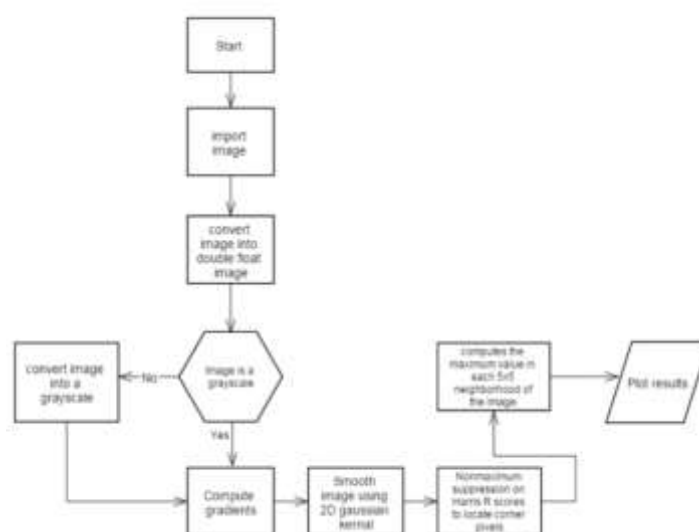 Start
import
image
convert
image into
double float
image
Image is a
grayscale
No
convert image
into a
grayscale
Yes
Compute
gradients
Smooth
image using
2D gaussian
kernal
Nonmaximum
suppression on
Harris R scores
to locate corner
pixels
computes the
maximum value in
each 5x5
neighborhood of
the image
Plot results